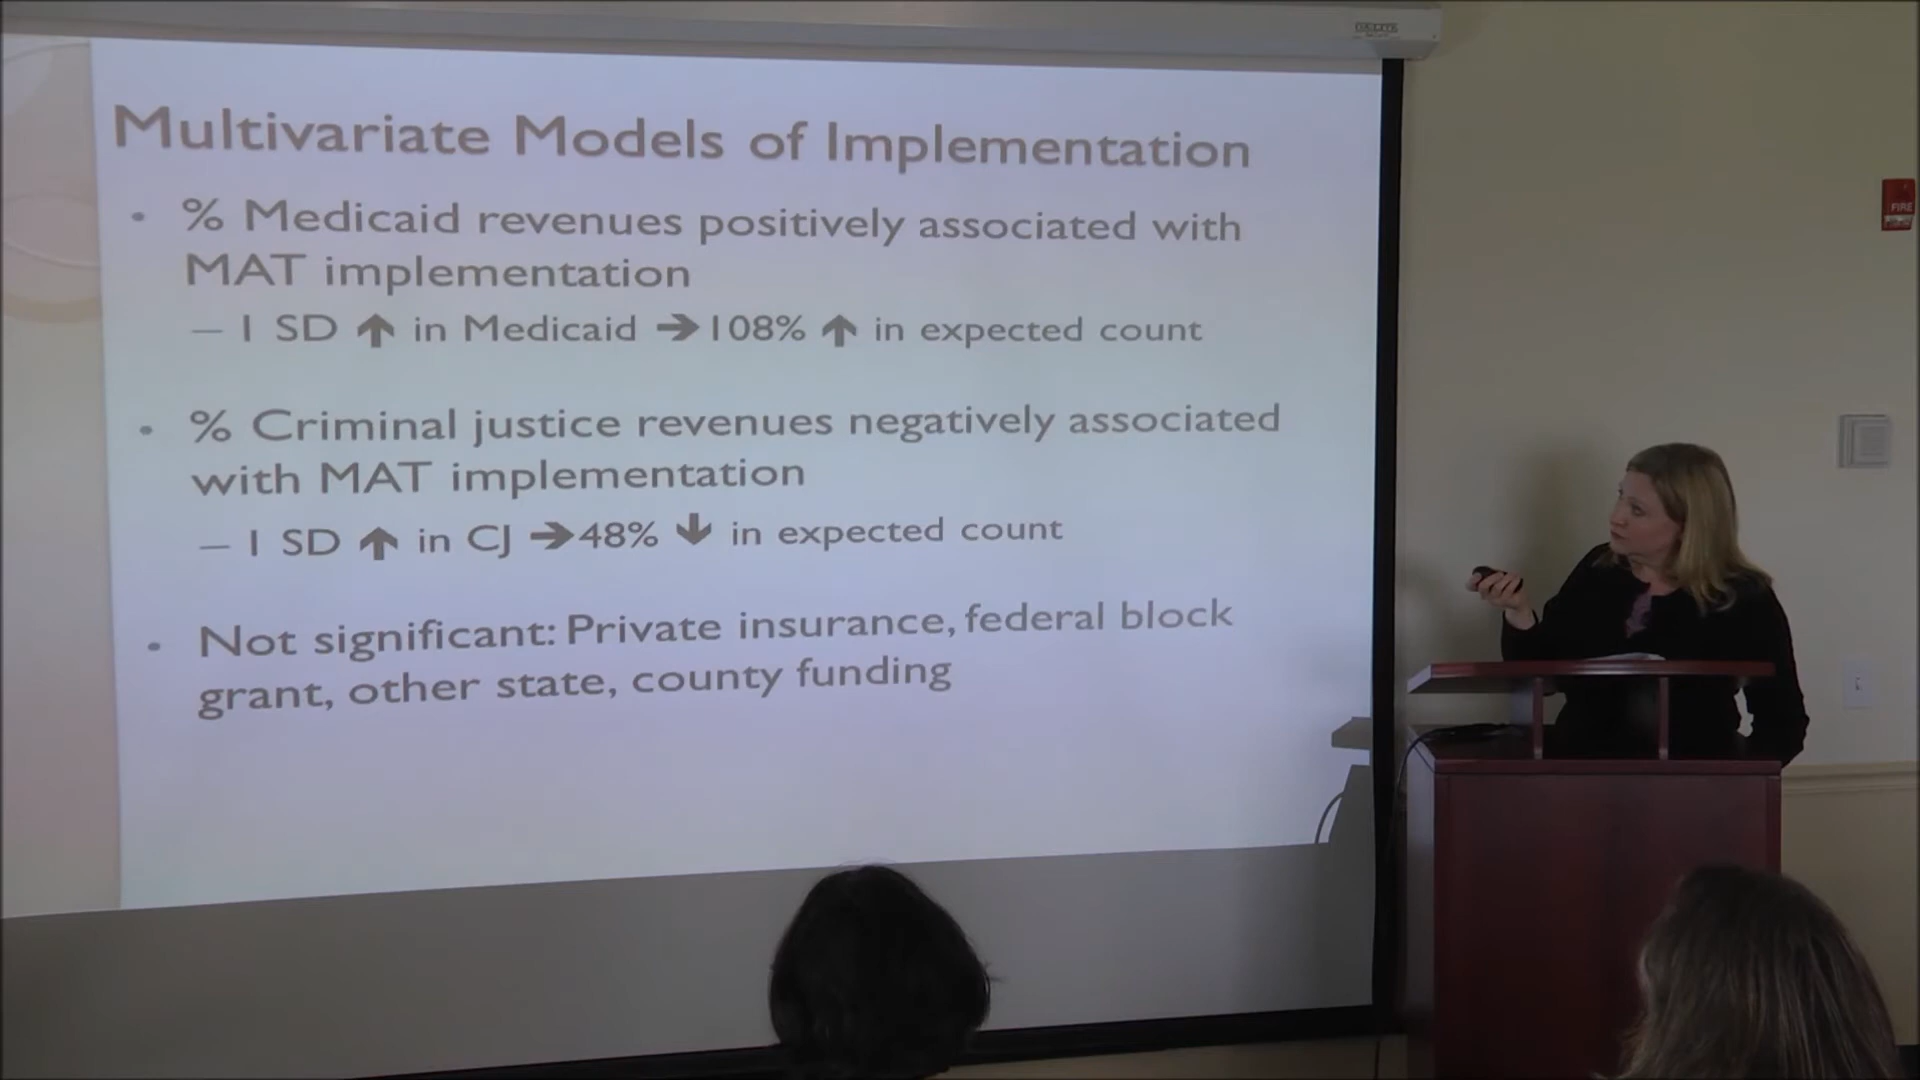 Multivariate Models of Implementation
• % Medicaid revenues positively associated with
MAT implementation
– 1 SD ↑ in Medicaid → 108% ↑ in expected count
• % Criminal justice revenues negatively associated
with MAT implementation
– 1 SD ↑ in CJ → 48% ↓ in expected count
• Not significant: Private insurance, federal block
grant, other state, county funding
FIRE